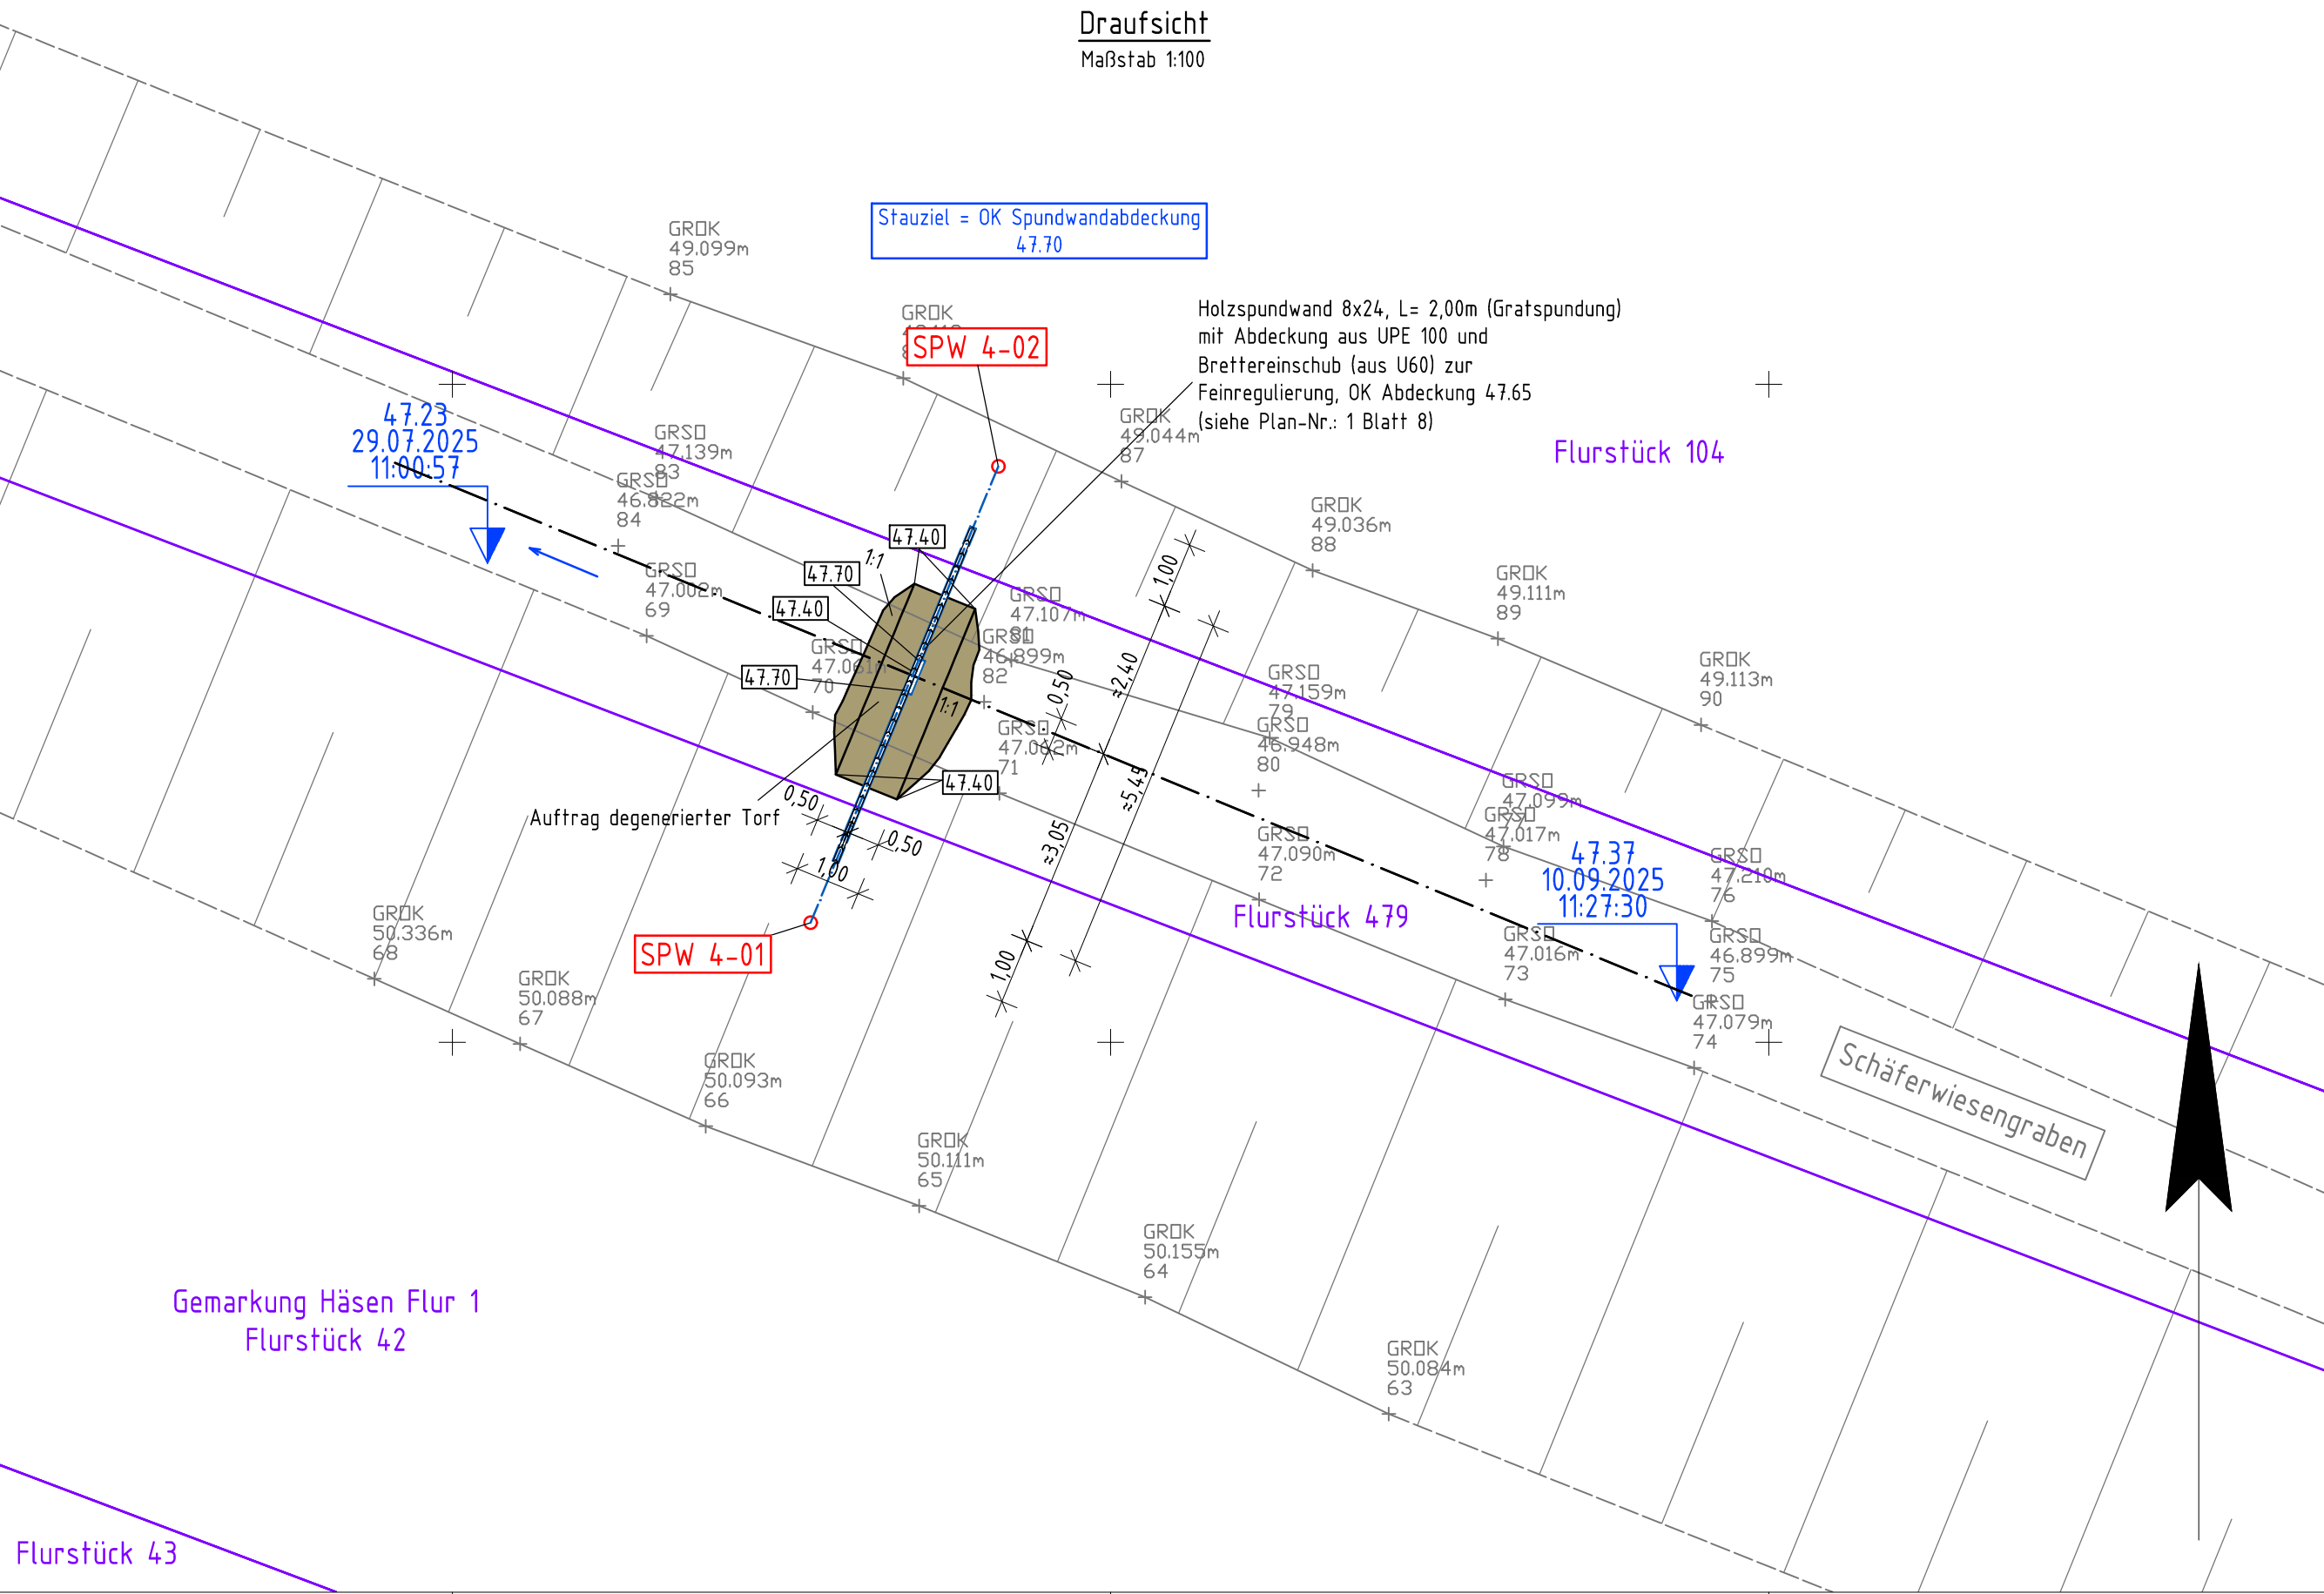 Draufsicht
Maßstab 1:100
Stauziel = OK Spundwandabdeckung
47.70
GROK
49.099m
85
GROK
SPW 4-02
Holzspundwand 8x24, L= 2,00m (Gratspundung)
mit Abdeckung aus UPE 100 und
Brettereinschub (aus U60) zur
Feinregulierung, OK Abdeckung 47.65
(siehe Plan-Nr.: 1 Blatt 8)
GROK
49.044m
87
Flurstück 104
47.23
29.07.2025
11:00:57
GRSO
47.139m
83
GRSO
46.822m
84
GROK
49.036m
88
47.40
1:1
47.70
47.40
47.70
47.40
1:1
GRSO
47.002m
69
GRSO
47.061m
70
GRSO
47.107m
81
GRSO
46.899m
82
GRSO
47.062m
71
GROK
49.111m
89
GROK
49.113m
90
1,00
≈2,40
0,50
≈5,45
≈3,05
1,00
GRSO
47.159m
79
GRSO
46.948m
80
GRSO
47.090m
72
GRSO
47.099m
77
GRSO
47.017m
78
47.37
10.09.2025
11:27:30
GRSO
47.210m
76
GRSO
46.899m
75
GRSO
47.016m
73
GRSO
47.079m
74
Auftrag degenerierter Torf
0,50
0,50
1,00
SPW 4-01
Flurstück 479
Schäferwiesengraben
GROK
50.336m
68
GROK
50.088m
67
GROK
50.093m
66
GROK
50.111m
65
GROK
50.155m
64
GROK
50.084m
63
Gemarkung Häsen Flur 1
Flurstück 42
Flurstück 43